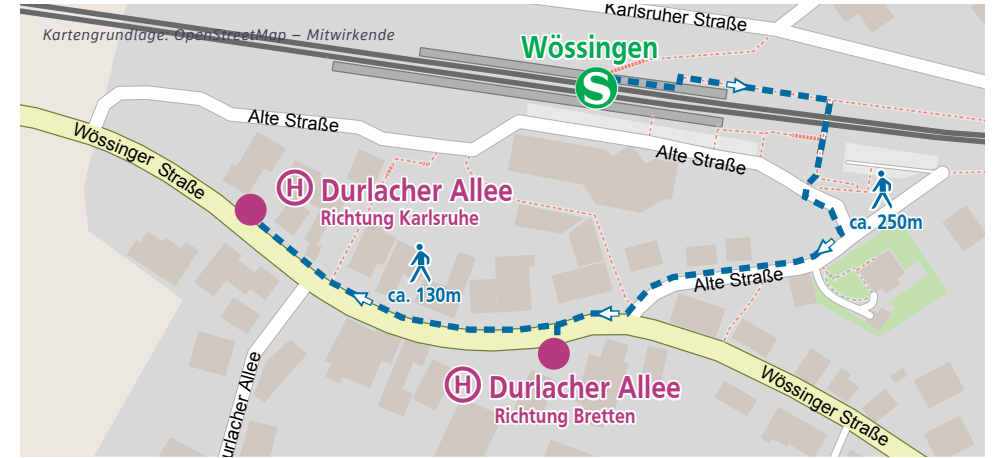 Karlsruher Straße
Kartengrundlage: OpenStreetMap – Mitwirkende
Wössingen
S
Alte Straße
Wössinger Straße
Alte Straße
H Durlacher Allee
Richtung Karlsruhe
ca. 250m
ca. 130m
Alte Straße
H Durlacher Allee
Richtung Bretten
Durlacher Allee
Wössinger Straße